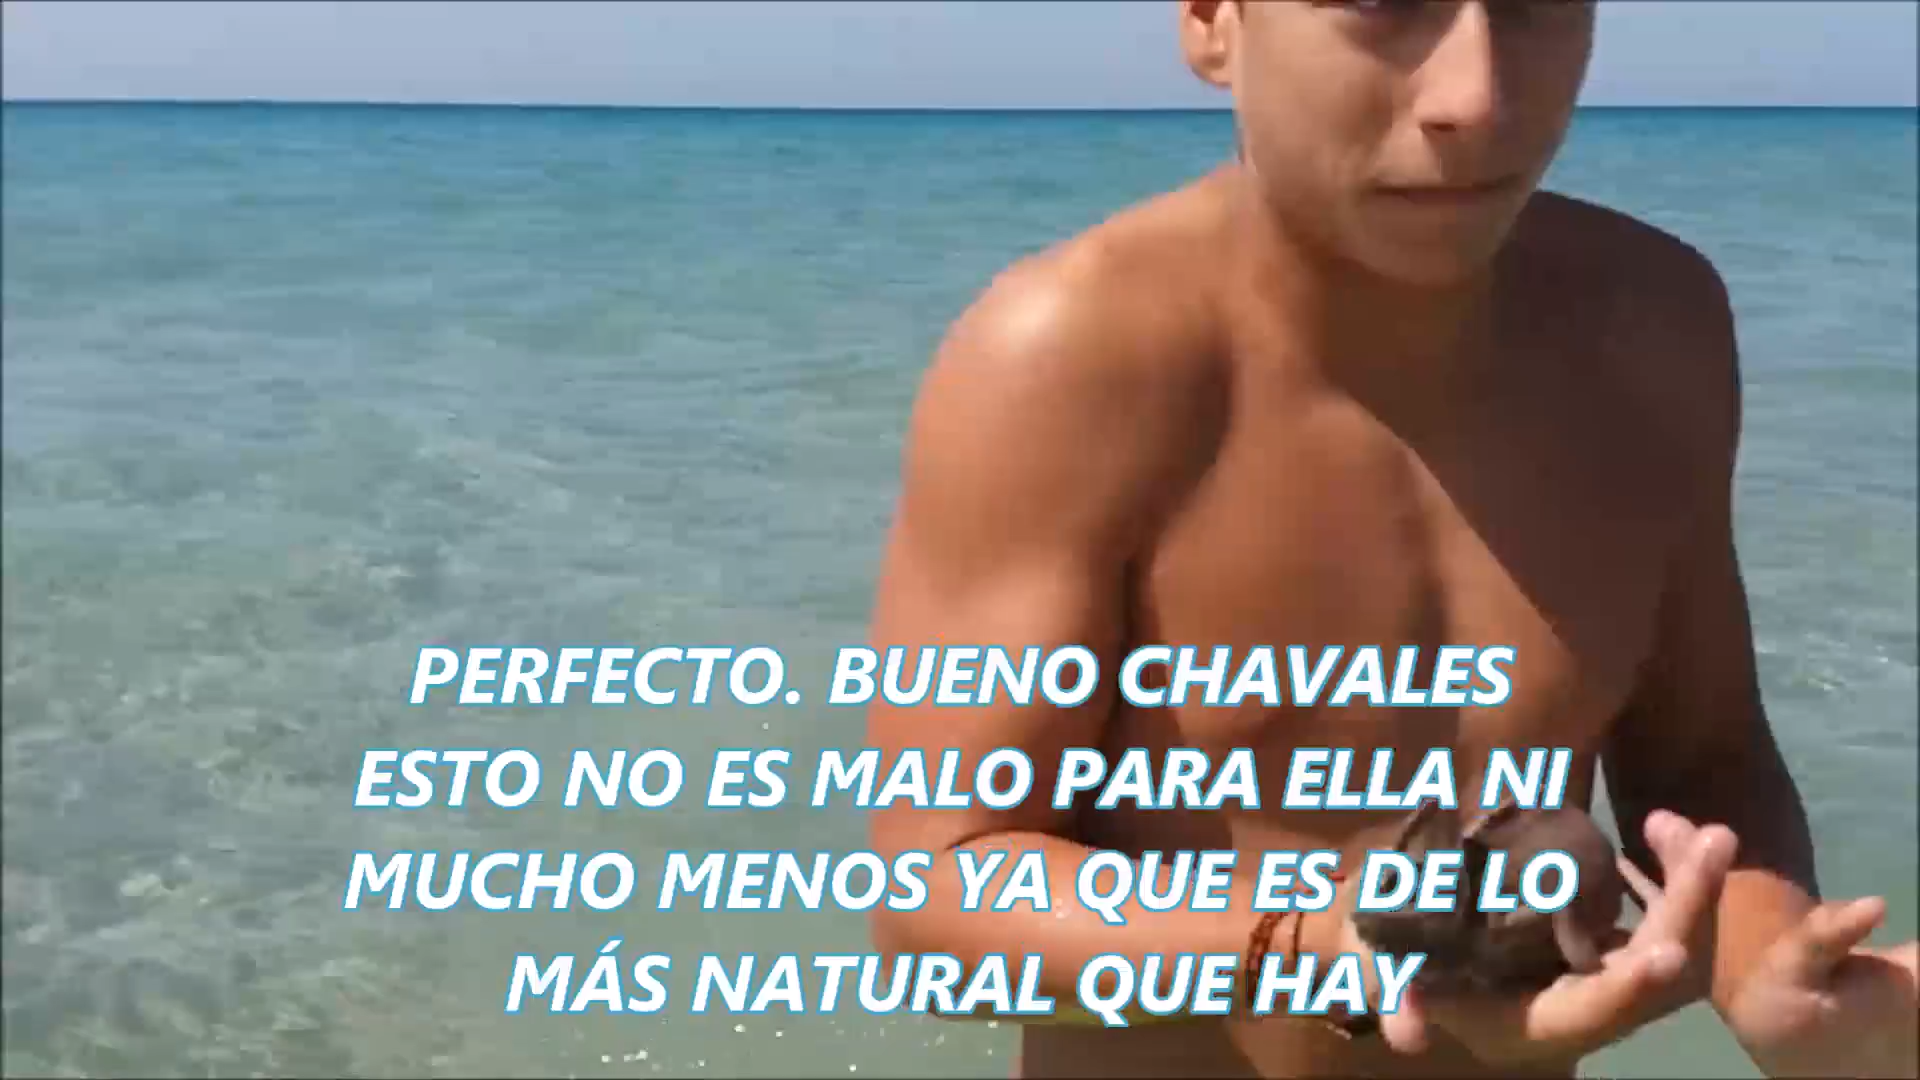 PERFECTO. BUENO CHAVALES
ESTO NO ES MALO PARA ELLA NI
MUCHO MENOS YA QUE ES DE LO
MÁS NATURAL QUE HAY